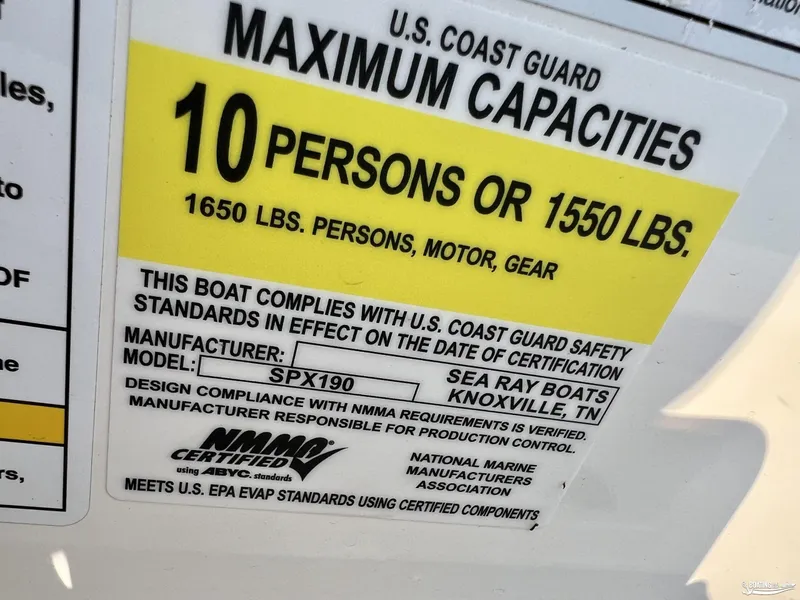 U.S. COAST GUARD
MAXIMUM CAPACITIES
10 PERSONS OR 1550 LBS.
1650 LBS. PERSONS, MOTOR, GEAR
THIS BOAT COMPLIES WITH U.S. COAST GUARD SAFETY
STANDARDS IN EFFECT ON THE DATE OF CERTIFICATION
MANUFACTURER: SEA RAY BOATS
MODEL: SPX190 KNOXVILLE, TN
DESIGN COMPLIANCE WITH NMMA REQUIREMENTS IS VERIFIED.
MANUFACTURER RESPONSIBLE FOR PRODUCTION CONTROL.
NMMA®
CERTIFIED
using ABYC. standards
NATIONAL MARINE
MANUFACTURERS
ASSOCIATION
MEETS U.S. EPA EVAP STANDARDS USING CERTIFIED COMPONENTS
les,
to
OF